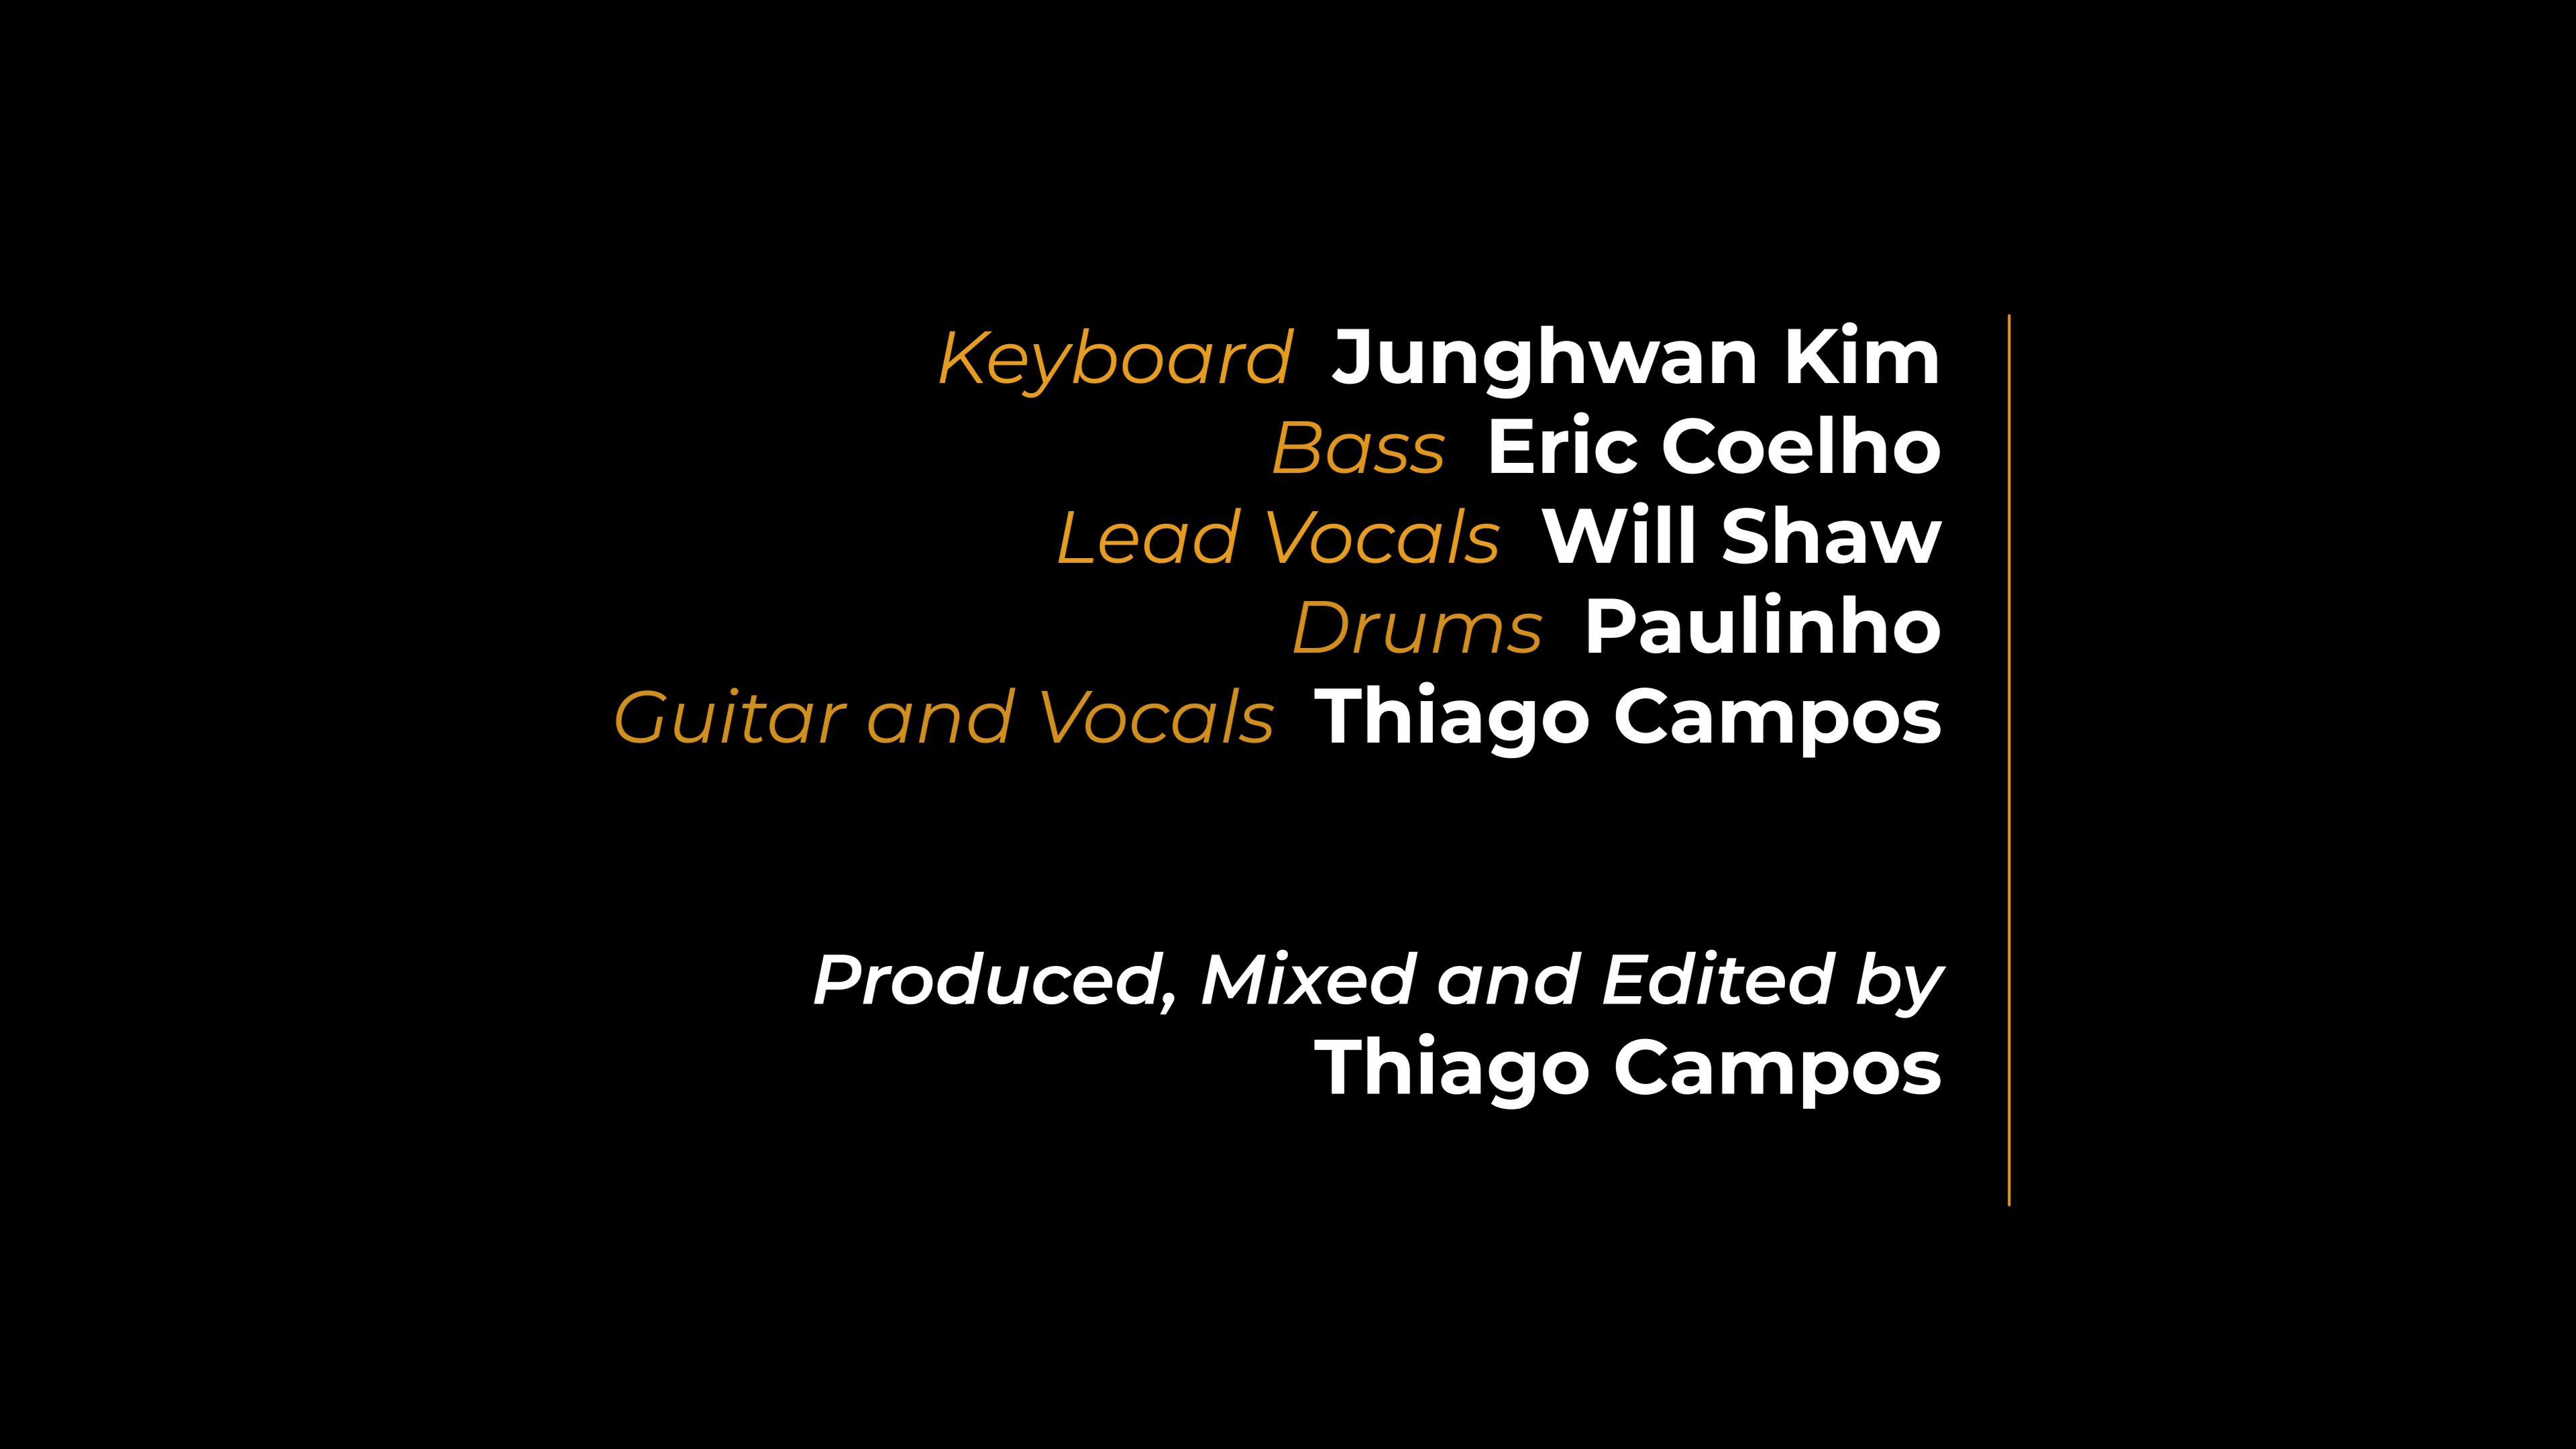 Keyboard Junghwan Kim
Bass Eric Coelho
Lead Vocals Will Shaw
Drums Paulinho
Guitar and Vocals Thiago Campos
Produced, Mixed and Edited by
Thiago Campos